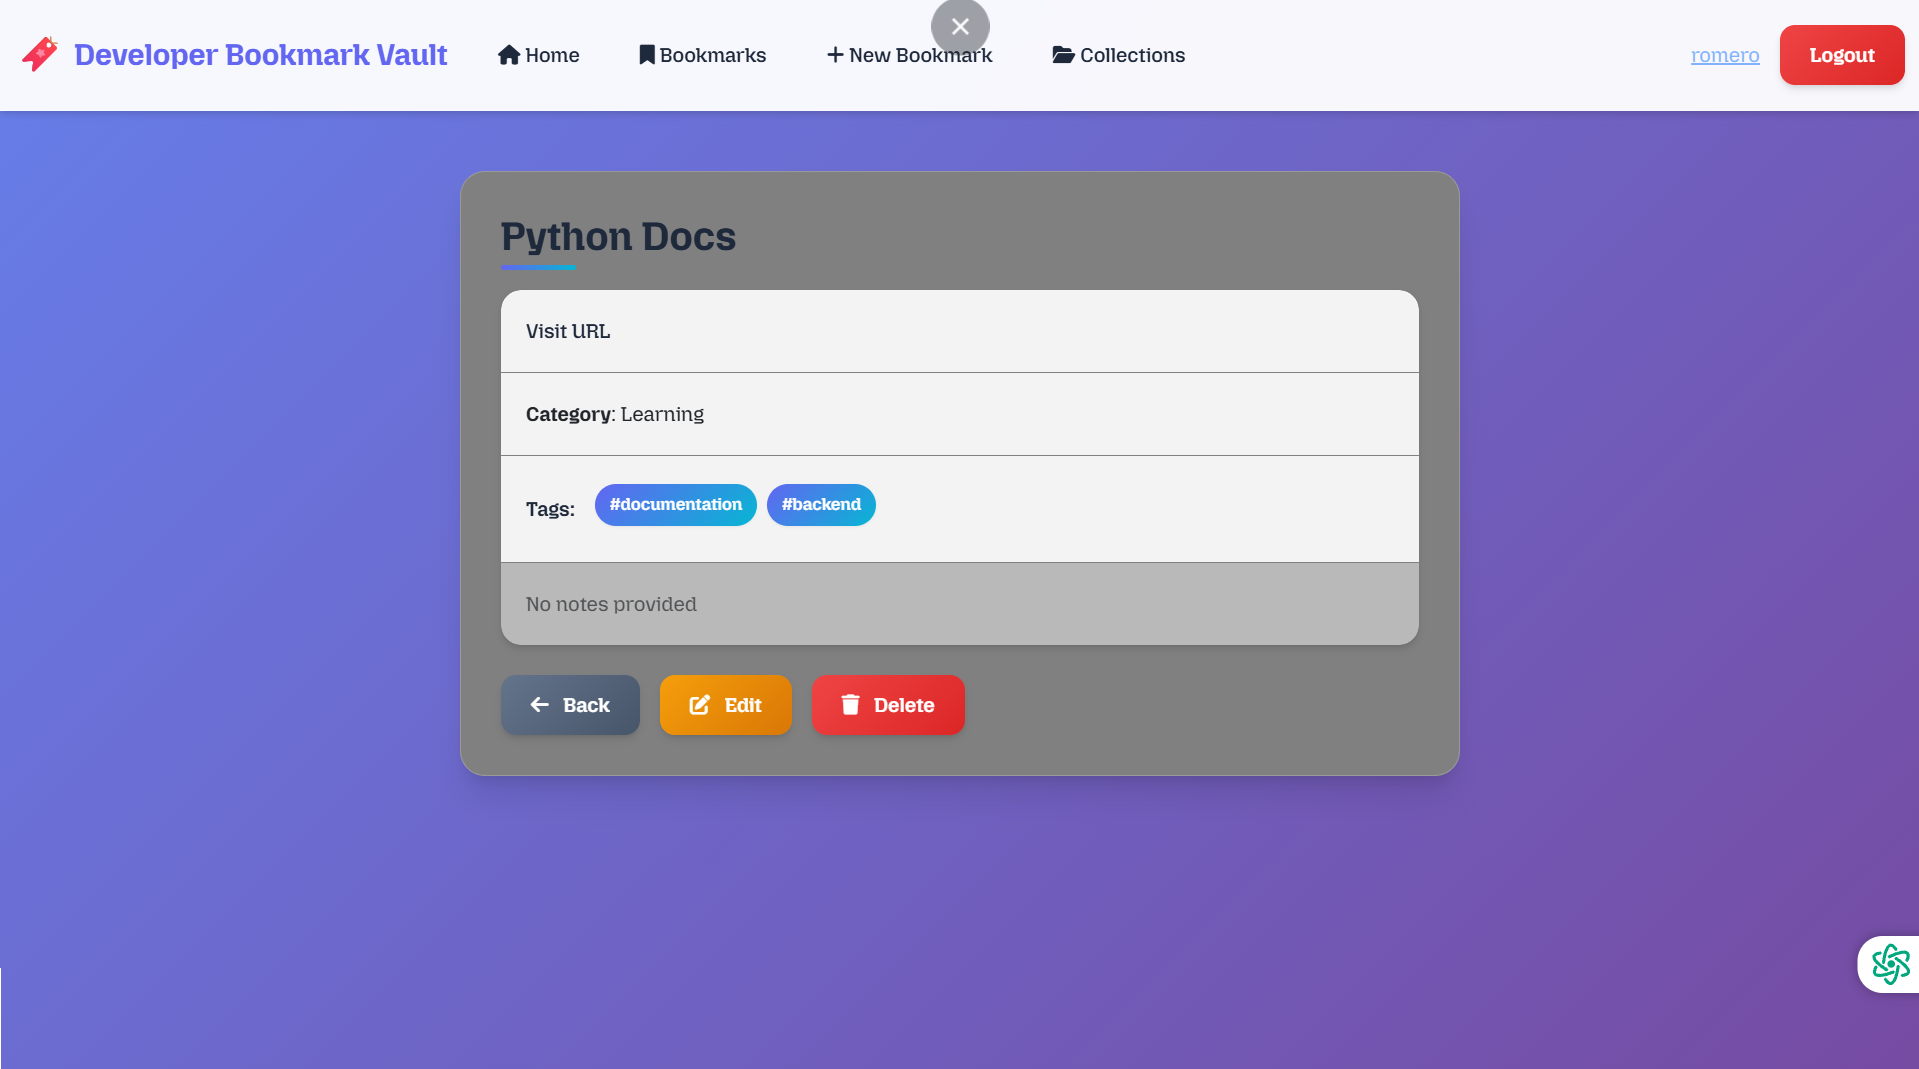 Developer Bookmark Vault
Home
Bookmarks
New Bookmark
Collections
romero
Logout
Python Docs
Visit URL
Category: Learning
Tags: #documentation #backend
No notes provided
Back
Edit
Delete